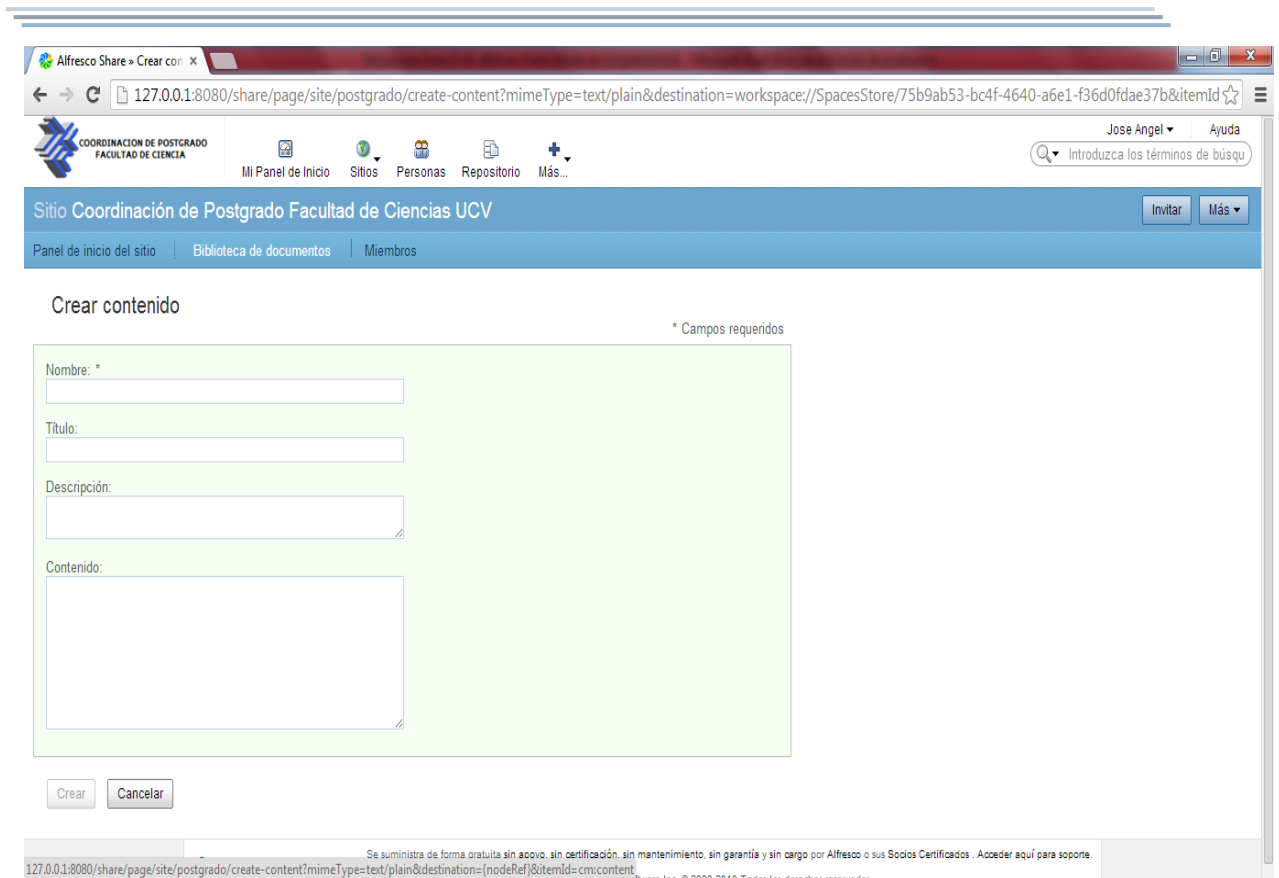 Alfresco Share » Crear con
127.0.0.1:8080/share/page/site/postgrado/create-content?mimeType=text/plain&destination=workspace://SpacesStore/75b9ab53-bc4f-4640-a6e1-f36d0fdae37b&itemId
COORDINACION DE POSTGRADO
FACULTAD DE CIENCIA
Mi Panel de Inicio Sitios Personas Repositorio Más...
Jose Angel Ayuda
Introduzca los términos de búsqu
Sitio Coordinación de Postgrado Facultad de Ciencias UCV
Invitar Más
Panel de inicio del sitio Biblioteca de documentos Miembros
Crear contenido
* Campos requeridos
Nombre: *
Título:
Descripción:
Contenido:
Crear Cancelar
Se suministra de forma gratuita sin apoyo, sin certificación, sin mantenimiento, sin garantía y sin cargo por Alfresco o sus Socios Certificados . Acceder aquí para soporte.
127.0.0.1:8080/share/page/site/postgrado/create-content?mimeType=text/plain&destination={nodeRef}&itemId=cm:content